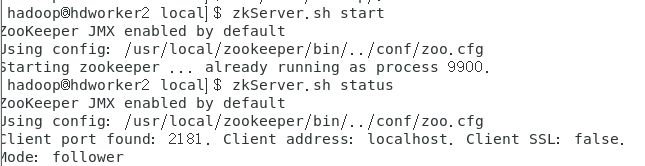 hadoop@hdworker2 local]$ zkServer.sh start
ZooKeeper JMX enabled by default
Using config: /usr/local/zookeeper/bin/../conf/zoo.cfg
Starting zookeeper ... already running as process 9900.
hadoop@hdworker2 local]$ zkServer.sh status
ZooKeeper JMX enabled by default
Using config: /usr/local/zookeeper/bin/../conf/zoo.cfg
Client port found: 2181. Client address: localhost. Client SSL: false.
Mode: follower